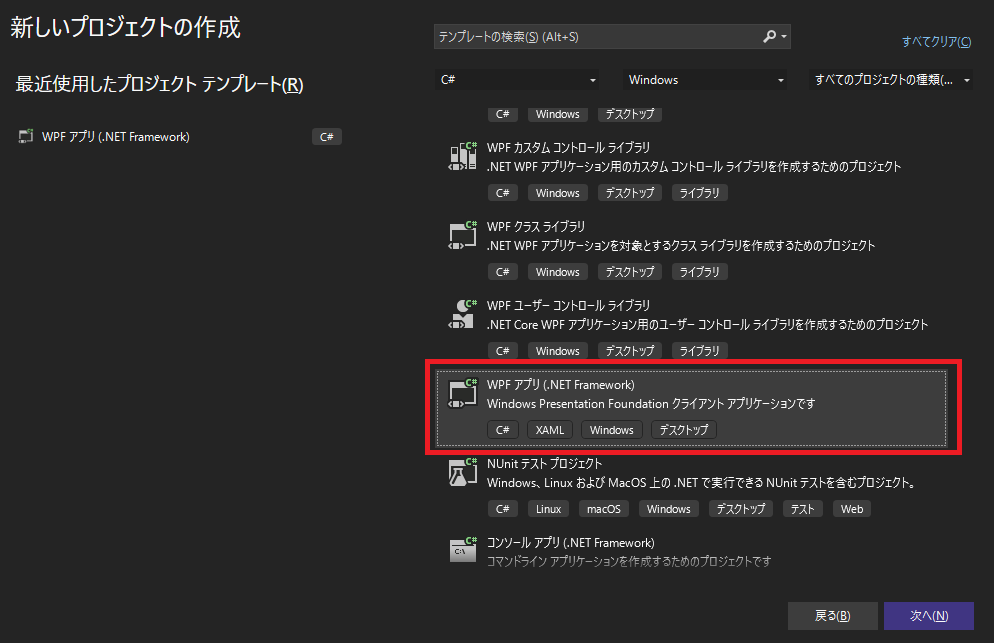 新しいプロジェクトの作成
最近使用したプロジェクト テンプレート(R)
WPF アプリ (.NET Framework)
C#
テンプレートの検索(S) (Alt+S)
すべてクリア(C)
C#
Windows
すべてのプロジェクトの種類(...
C# Windows デスクトップ
WPF カスタム コントロール ライブラリ
.NET WPF アプリケーション用のカスタム コントロール ライブラリを作成するためのプロジェクト
C# Windows デスクトップ ライブラリ
WPF クラス ライブラリ
.NET WPF アプリケーションを対象とするクラス ライブラリを作成するためのプロジェクト
C# Windows デスクトップ ライブラリ
WPF ユーザー コントロール ライブラリ
.NET Core WPF アプリケーション用のユーザー コントロール ライブラリを作成するためのプロジェクト
C# Windows デスクトップ ライブラリ
WPF アプリ (.NET Framework)
Windows Presentation Foundation クライアント アプリケーションです
C# XAML Windows デスクトップ
NUnit テスト プロジェクト
Windows、Linux および MacOS 上の .NET で実行できる NUnit テストを含むプロジェクト。
C# Linux macOS Windows デスクトップ テスト Web
コンソール アプリ (.NET Framework)
コマンドライン アプリケーションを作成するためのプロジェクトです
戻る(B)
次へ(N)